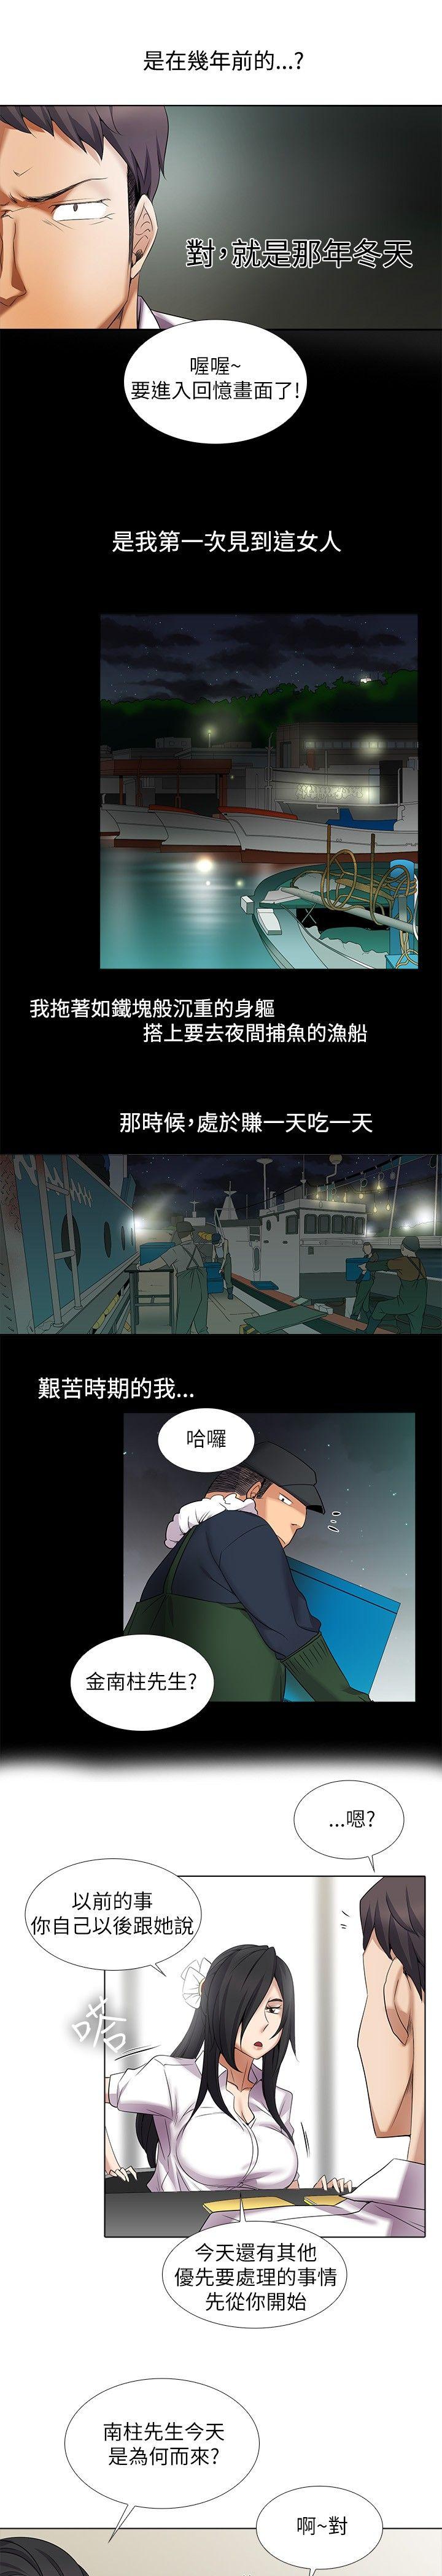 是在幾年前的...?
對，就是那年冬天
喔喔~
要進入回憶畫面了!
是我第一次見到這女人
我拖著如鐵塊般沉重的身軀
搭上要去夜間捕魚的漁船
那時候，處於賺一天吃一天
艱苦時期的我...
哈囉
金南柱先生?
...嗯?
以前的事
你自己以後跟她說
嗒
今天還有其他
優先要處理的事情
先從你開始
南柱先生今天
是為何而來?
啊~對